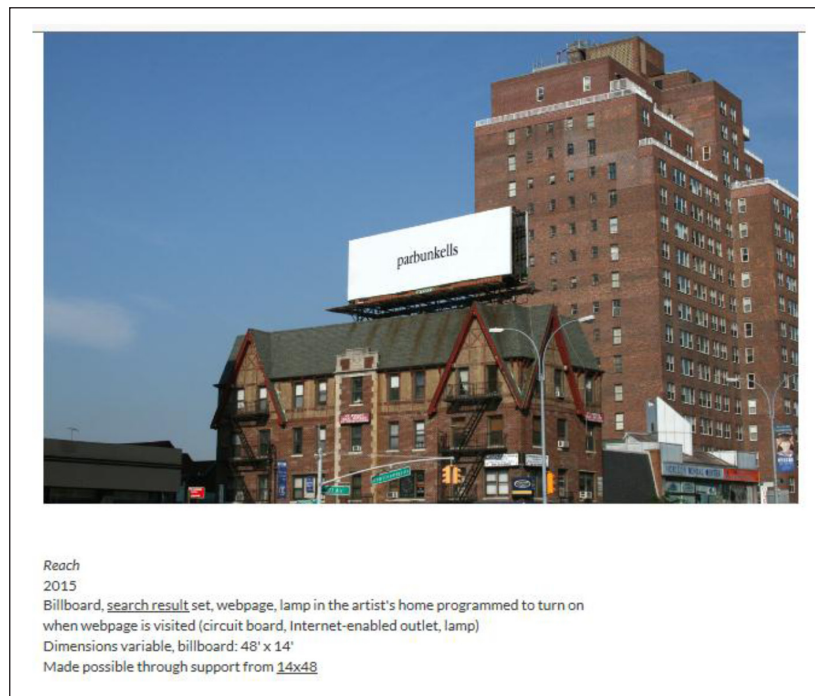 parbunkells
Reach
2015
Billboard, search result set, webpage, lamp in the artist's home programmed to turn on
when webpage is visited (circuit board, Internet-enabled outlet, lamp)
Dimensions variable, billboard: 48' x 14'
Made possible through support from 14x48